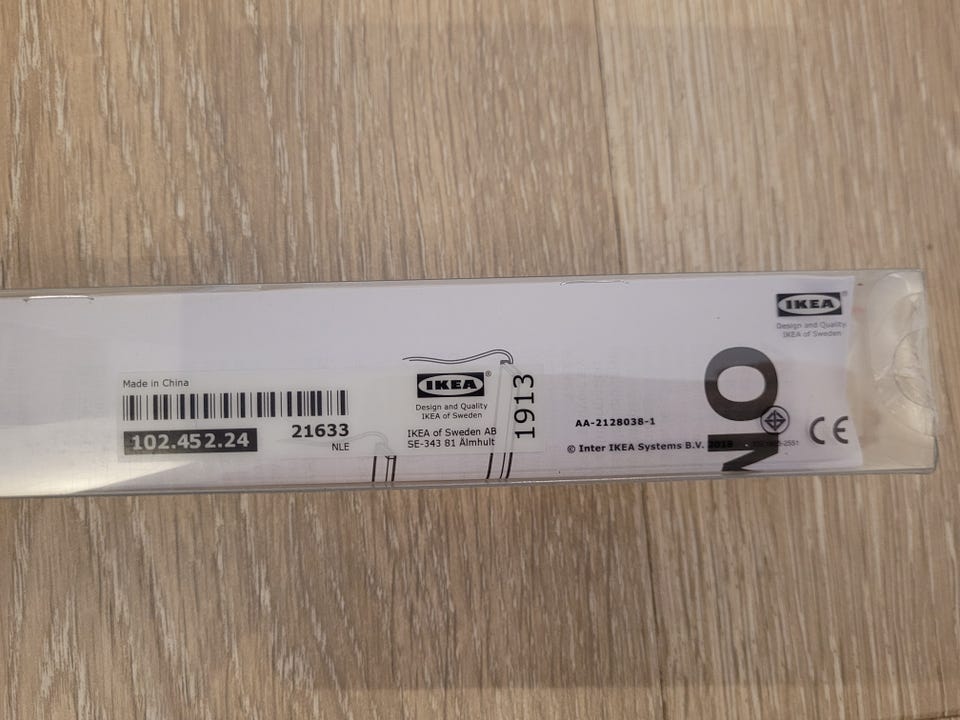 Made in China
102.452.24
21633
NLE
IKEA®
Design and Quality
IKEA of Sweden
IKEA of Sweden AB
SE-343 81 Älmhult
1913
AA-2128038-1
© Inter IKEA Systems B.V. 2018
NO
IKEA®
Design and Quality
IKEA of Sweden
CE